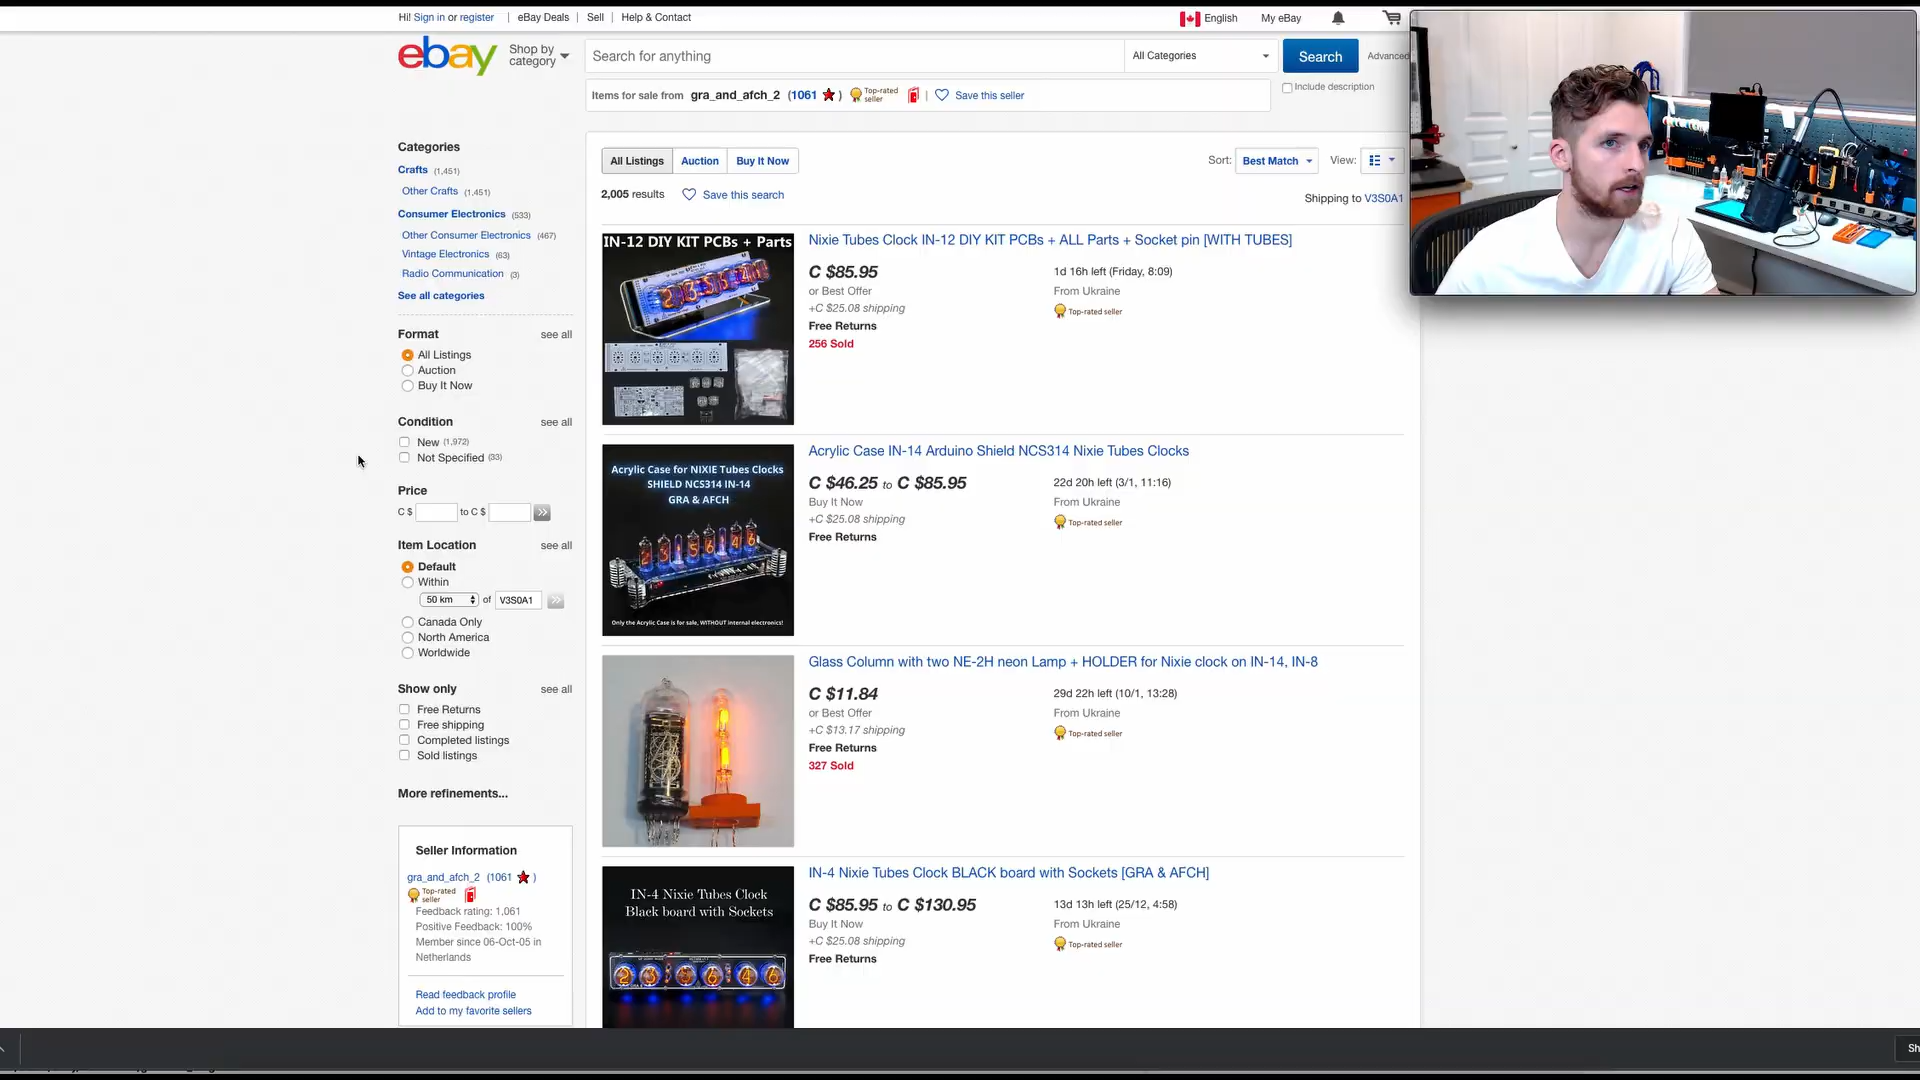 Hi! Sign in or register
eBay Deals
Sell
Help & Contact
English
My eBay
ebay
Shop by
category
Search for anything
All Categories
Search
Advanced
Items for sale from gra_and_afch_2 (1061 ) Top-rated seller Save this seller
Include description
Categories
Crafts (1,451)
Other Crafts (1,451)
Consumer Electronics (533)
Other Consumer Electronics (467)
Vintage Electronics (63)
Radio Communication (3)
See all categories
Format see all
All Listings
Auction
Buy It Now
Condition see all
New (1,972)
Not Specified (33)
Price
C $ to C $
Item Location see all
Default
Within
50 km of V3S0A1
Canada Only
North America
Worldwide
Show only see all
Free Returns
Free shipping
Completed listings
Sold listings
More refinements...
Seller Information
gra_and_afch_2 (1061 )
Top-rated
seller
Feedback rating: 1,061
Positive Feedback: 100%
Member since 06-Oct-05 in
Netherlands
Read feedback profile
Add to my favorite sellers
All Listings Auction Buy It Now
Sort: Best Match View:
2,005 results Save this search
Shipping to V3S0A1
IN-12 DIY KIT PCBs + Parts
Nixie Tubes Clock IN-12 DIY KIT PCBs + ALL Parts + Socket pin [WITH TUBES]
C $85.95
or Best Offer
+C $25.08 shipping
Free Returns
256 Sold
1d 16h left (Friday, 8:09)
From Ukraine
Top-rated seller
Acrylic Case for NIXIE Tubes Clocks
SHIELD NCS314 IN-14
GRA & AFCH
Only the Acrylic Case is for sale, WITHOUT internal electronics!
Acrylic Case IN-14 Arduino Shield NCS314 Nixie Tubes Clocks
C $46.25 to C $85.95
Buy It Now
+C $25.08 shipping
Free Returns
22d 20h left (3/1, 11:16)
From Ukraine
Top-rated seller
Glass Column with two NE-2H neon Lamp + HOLDER for Nixie clock on IN-14, IN-8
C $11.84
or Best Offer
+C $13.17 shipping
Free Returns
327 Sold
29d 22h left (10/1, 13:28)
From Ukraine
Top-rated seller
IN-4 Nixie Tubes Clock
Black board with Sockets
IN-4 Nixie Tubes Clock BLACK board with Sockets [GRA & AFCH]
C $85.95 to C $130.95
Buy It Now
+C $25.08 shipping
Free Returns
13d 13h left (25/12, 4:58)
From Ukraine
Top-rated seller